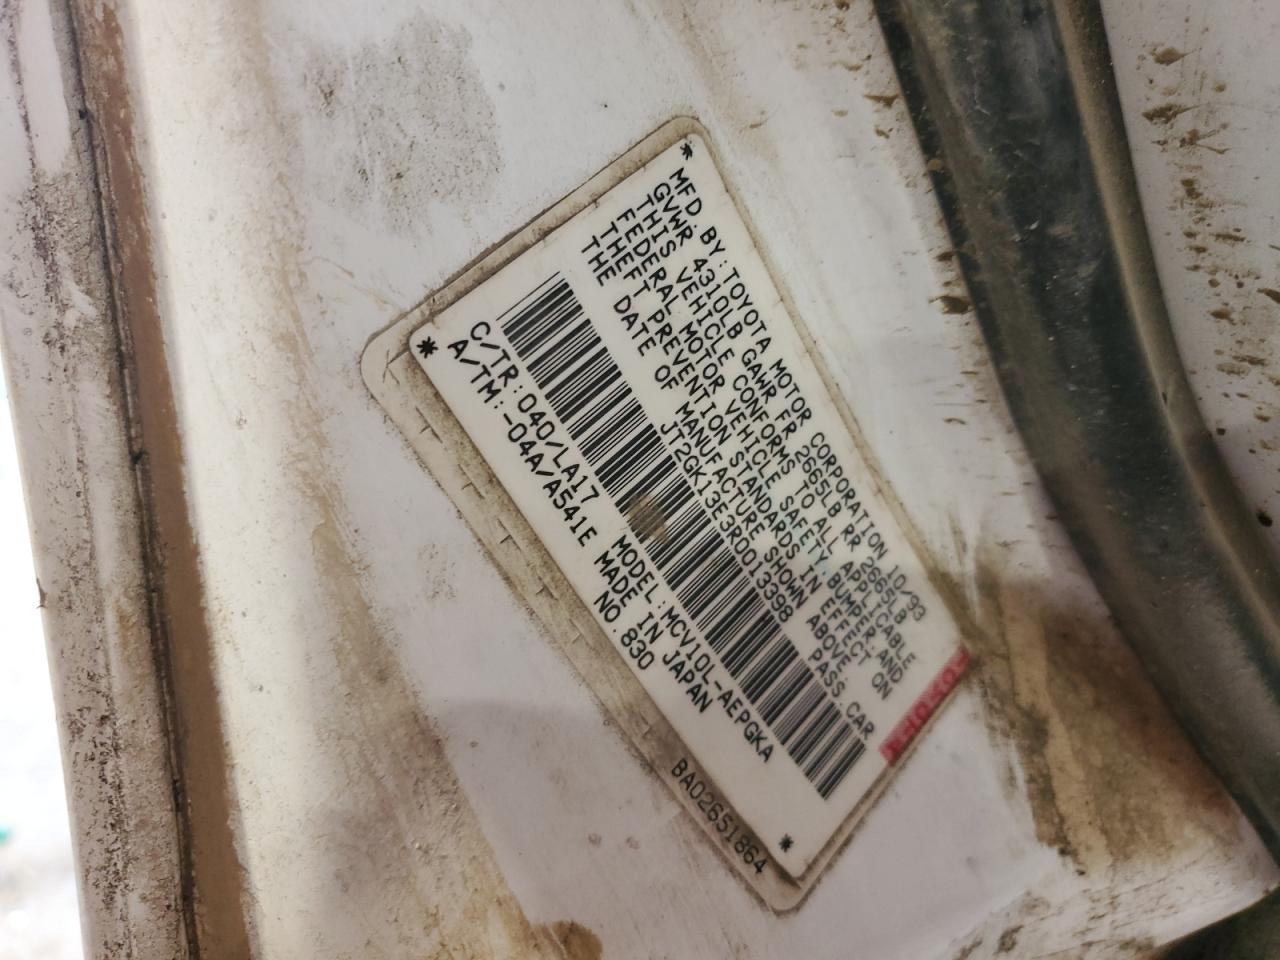 MFD BY:TOYOTA MOTOR CORPORATION 10/93
GVWR 4310LB GAWR FR 2665LB RR 2665LB
THIS VEHICLE CONFORMS TO ALL APPLICABLE
FEDERAL MOTOR VEHICLE SAFETY BUMPER AND
THEFT PREVENTION STANDARDS IN EFFECT ON
THE DATE OF MANUFACTURE SHOWN ABOVE.
JT2GK13E3R0013398 PASS.CAR
C/TR:040/LA17 MODEL:MCV10L-AEPGKA
A/TM:-04A/A541E MADE IN JAPAN
NO.830
BA02651864